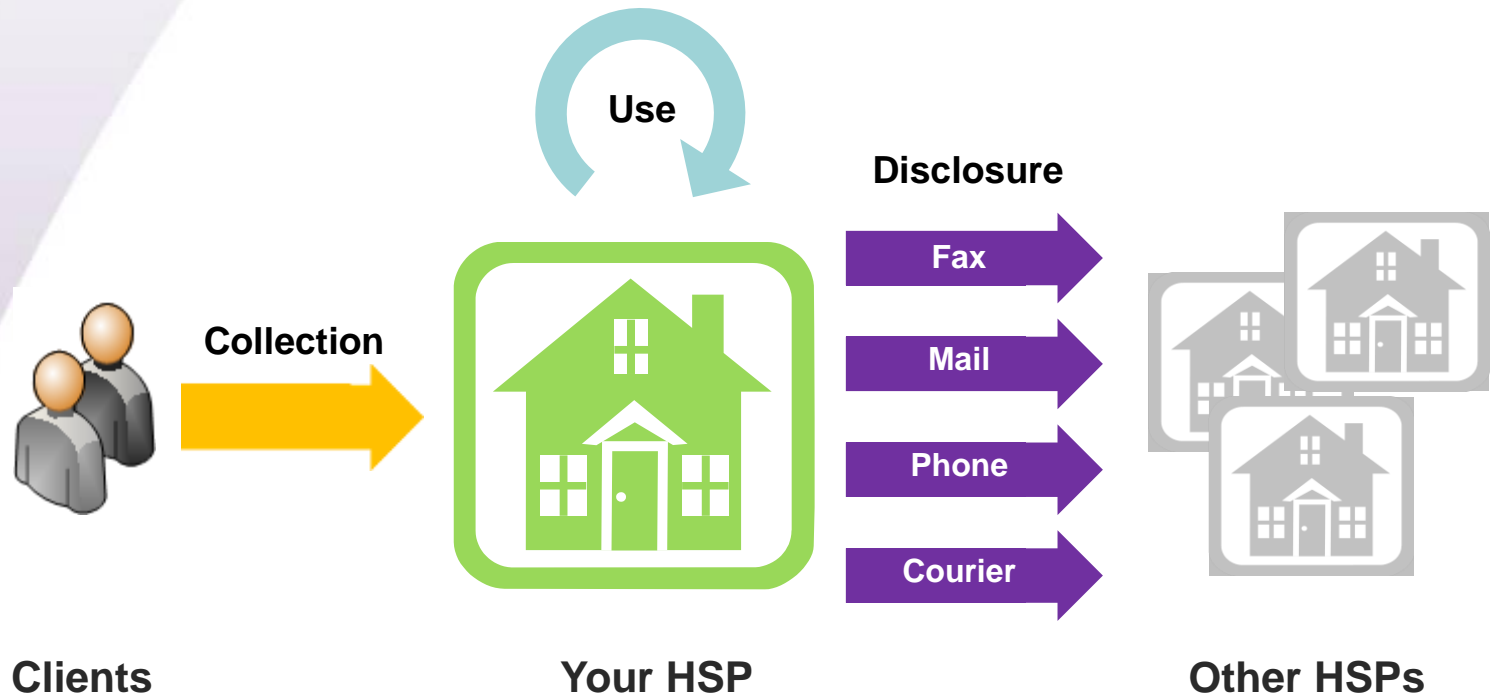 Use
Disclosure
Fax
Collection
Mail
Phone
Courier
Clients
Your HSP
Other HSPs